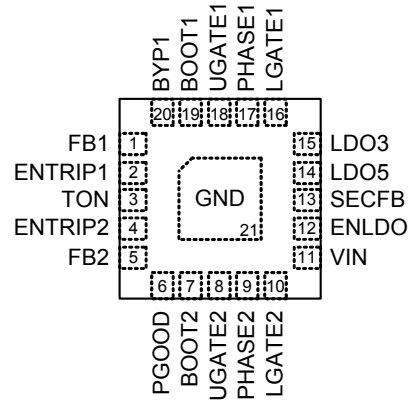 BYP1
BOOT1
UGATE1
PHASE1
LGATE1
20 19 18 17 16
FB1 1
ENTRIP1 2
TON 3
ENTRIP2 4
FB2 5
GND
21
15 LDO3
14 LDO5
13 SECFB
12 ENLDO
11 VIN
6 7 8 9 10
PGOOD
BOOT2
UGATE2
PHASE2
LGATE2